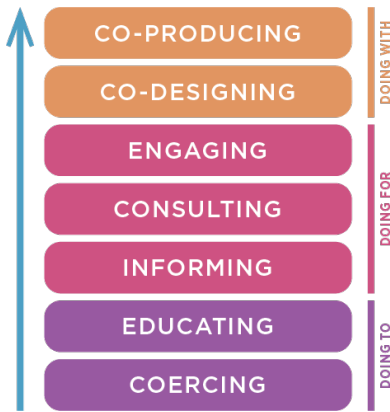 CO-PRODUCING
CO-DESIGNING
DOING WITH
ENGAGING
CONSULTING
INFORMING
DOING FOR
EDUCATING
COERCING
DOING TO